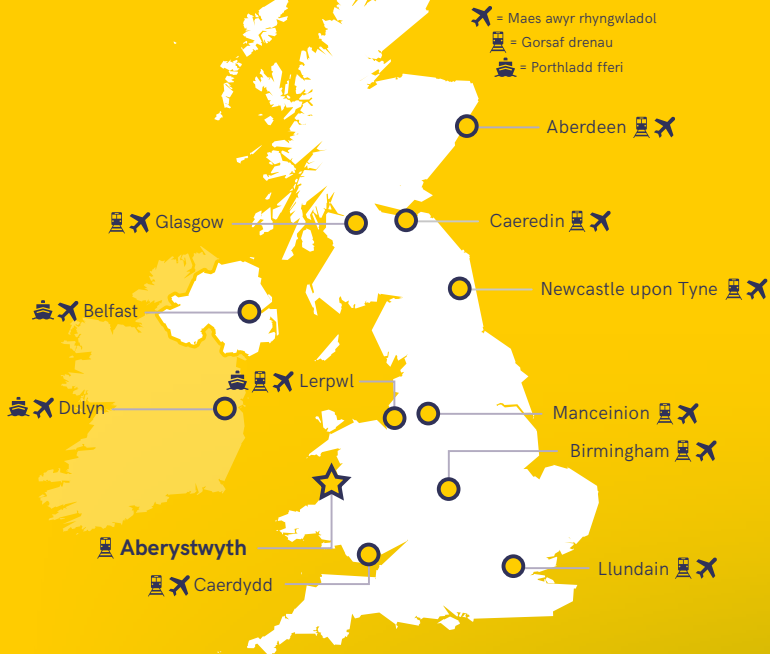 = Maes awyr rhyngwladol
= Gorsaf drenau
= Porthladd fferi
Aberdeen
Glasgow
Caeredin
Newcastle upon Tyne
Belfast
Lerpwl
Dulyn
Manceinion
Birmingham
Aberystwyth
Llundain
Caerdydd